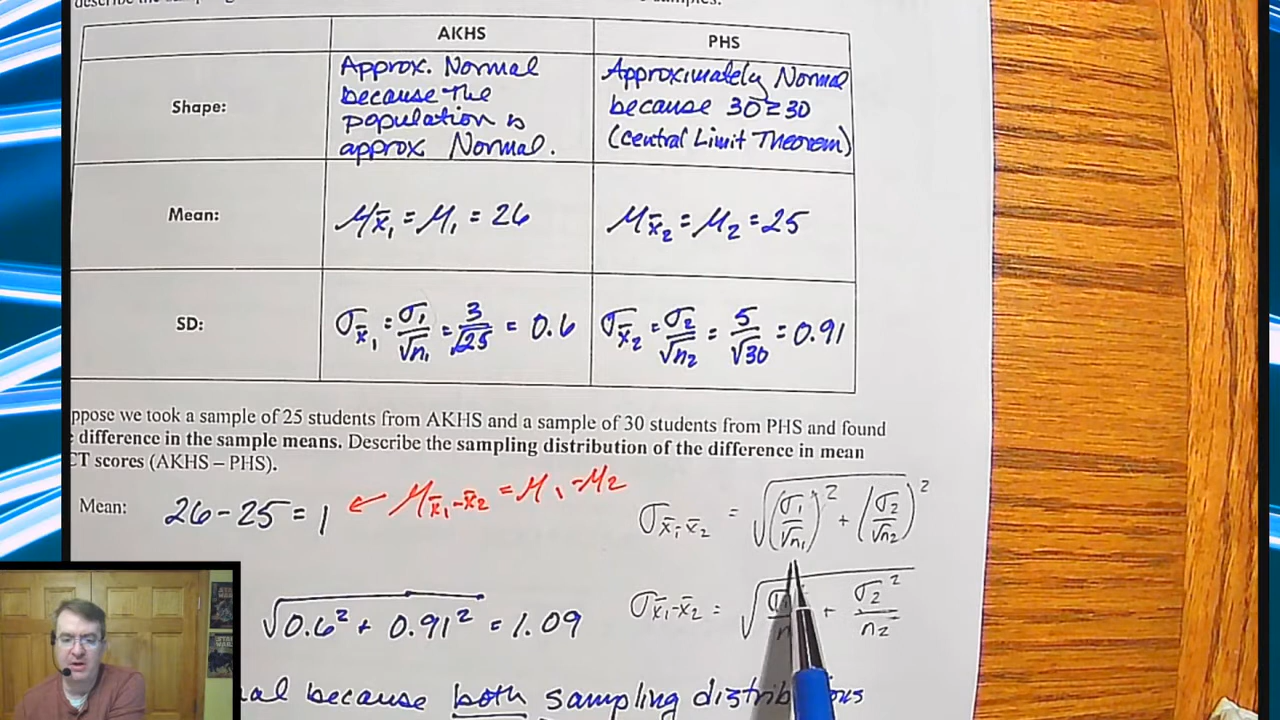 describe the sampling
samples.
AKHS
PHS
Shape:
Approx. Normal
because the
population is
approx Normal.
Approximately Normal
because 30≥30
(Central Limit Theorem)
Mean:
μx̄₁ = μ₁ = 26
μx̄₂ = μ₂ = 25
SD:
σx̄₁ = σ₁/√n₁ = 3/√25 = 0.6
σx̄₂ = σ₂/√n₂ = 5/√30 = 0.91
ppose we took a sample of 25 students from AKHS and a sample of 30 students from PHS and found
difference in the sample means. Describe the sampling distribution of the difference in mean
CT scores (AKHS – PHS).
Mean: 26 - 25 = 1 ← μx̄₁-x̄₂ = μ₁ - μ₂
σx̄₁-x̄₂ = √(σ₁/√n₁)² + (σ₂/√n₂)²
√0.6² + 0.91² = 1.09
σx̄₁-x̄₂ = √ + σ₂²/n₂
al because both sampling distributions
STAR WARS